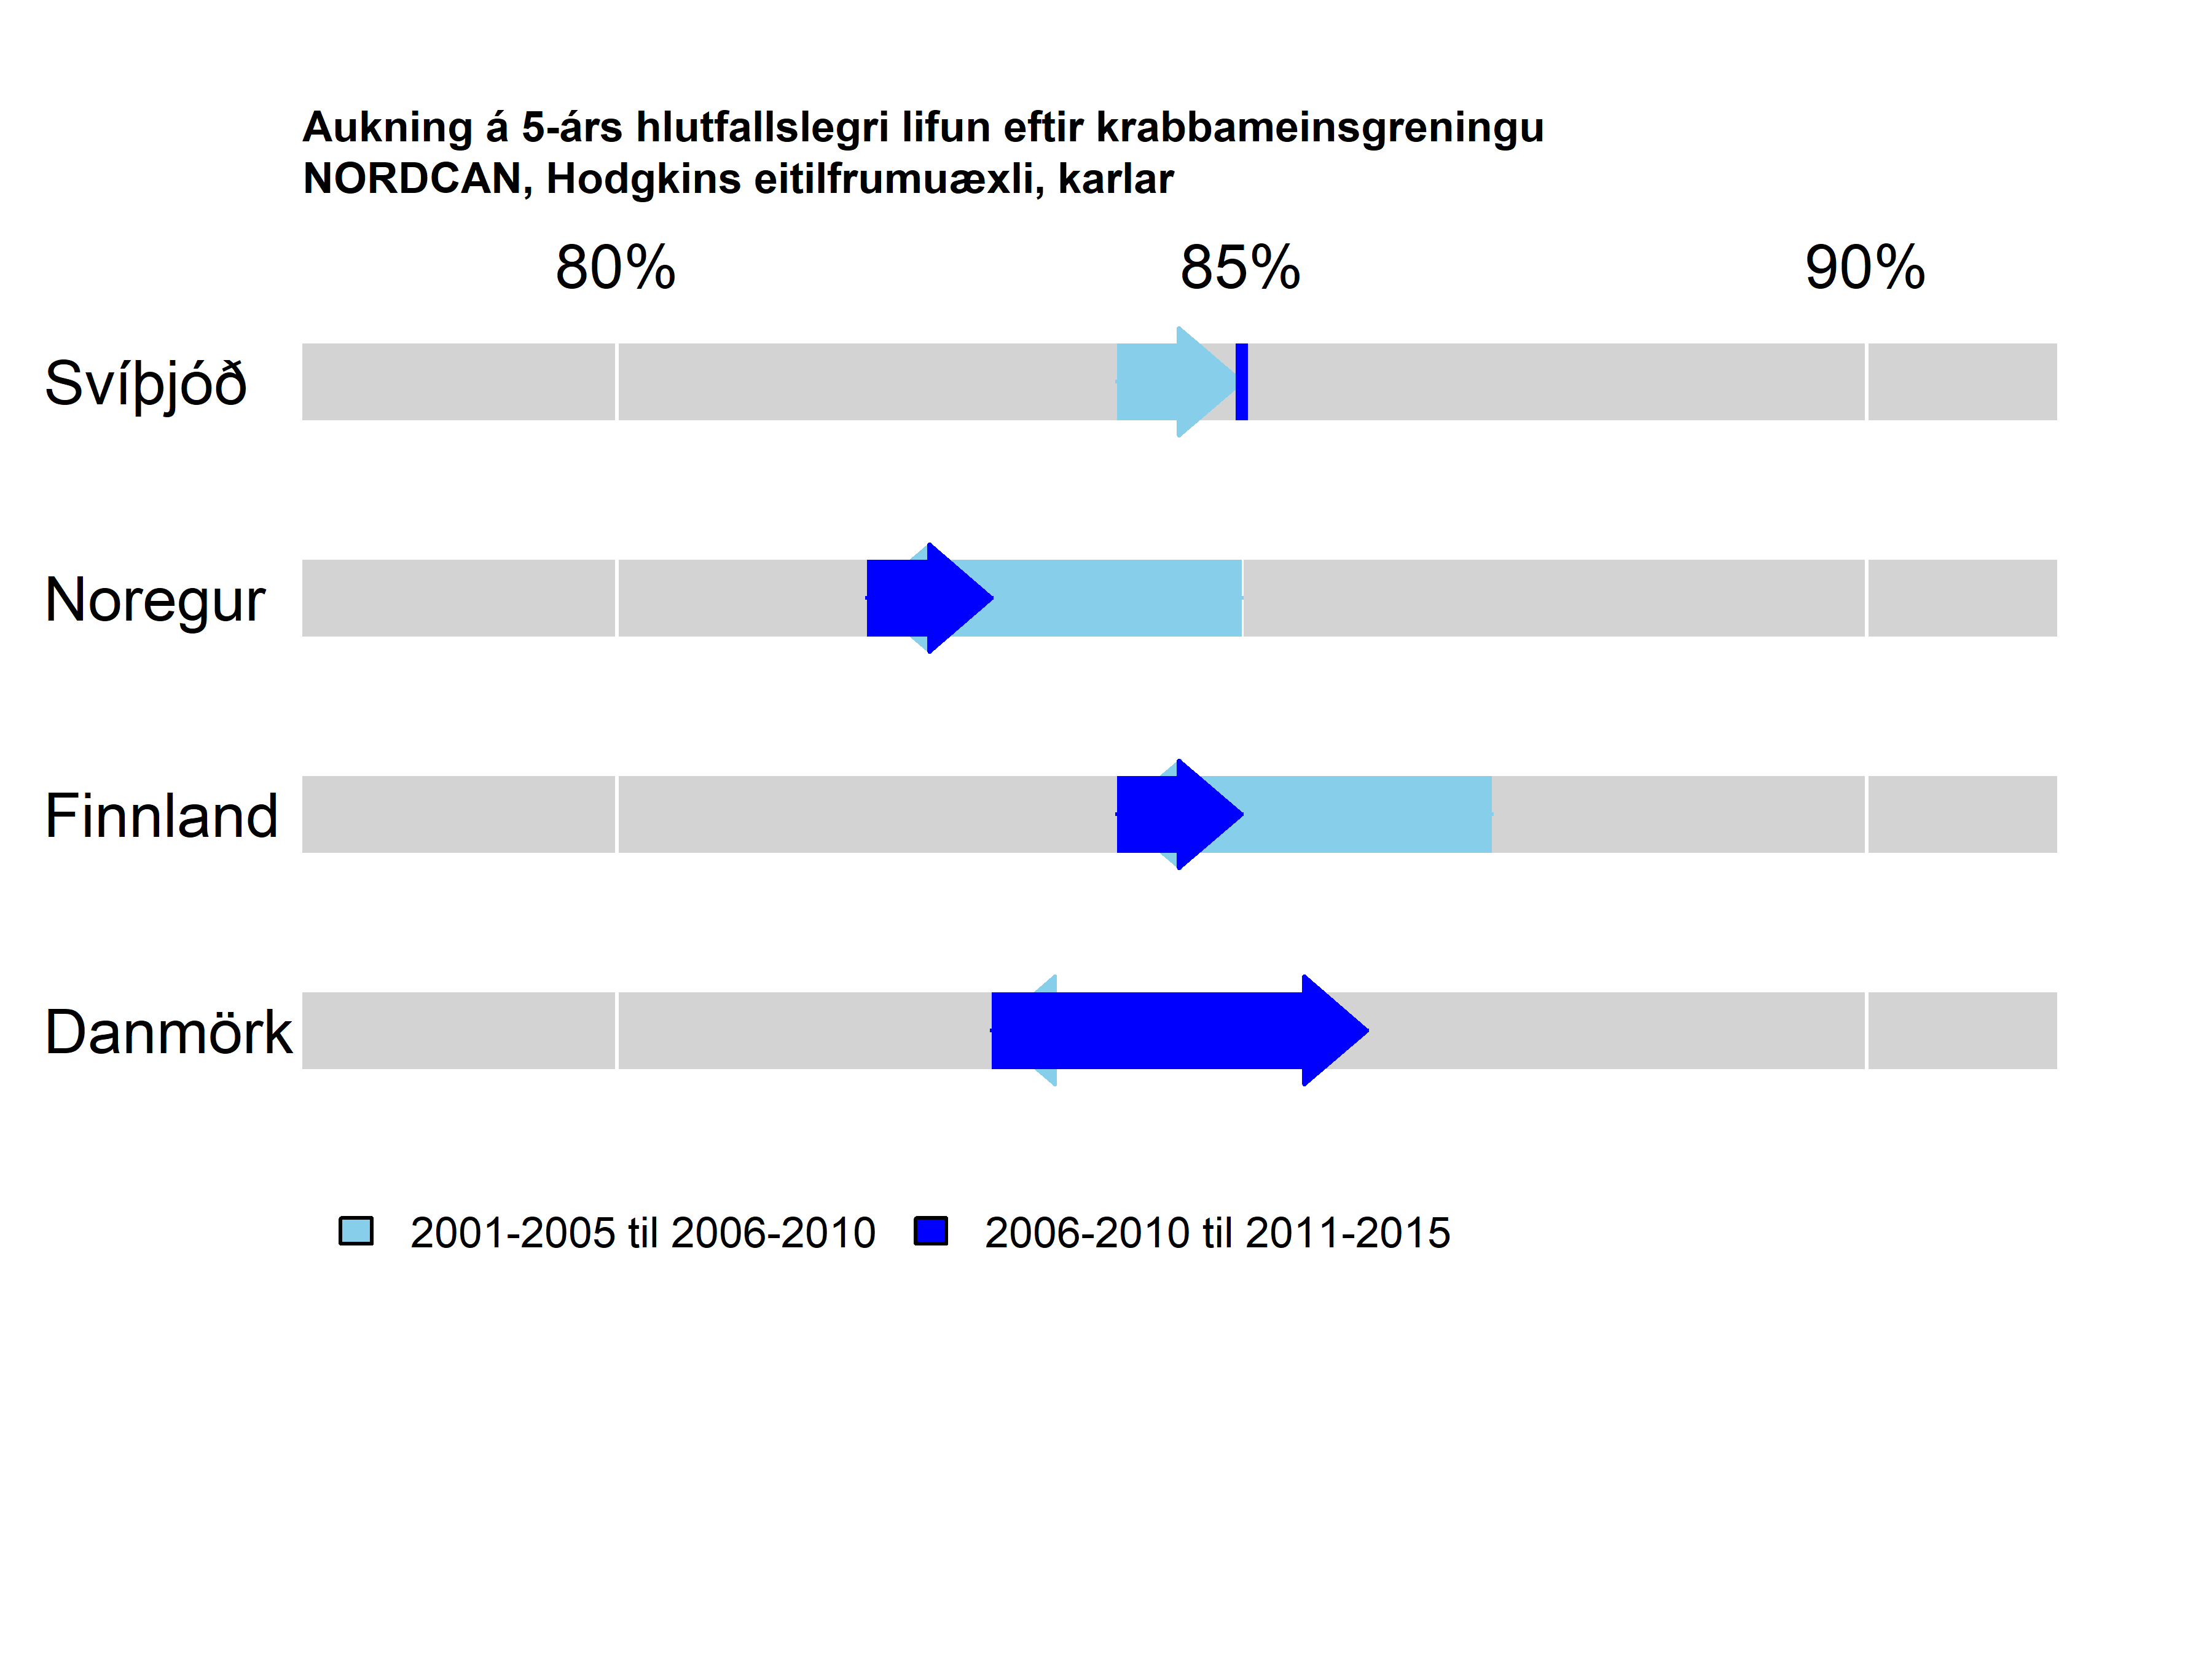 Aukning á 5-árs hlutfallslegri lifun eftir krabbameinsgreningu
NORDCAN, Hodgkins eitilfrumuæxli, karlar
80% 85% 90%
Svíþjóð
Noregur
Finnland
Danmörk
2001-2005 til 2006-2010 2006-2010 til 2011-2015